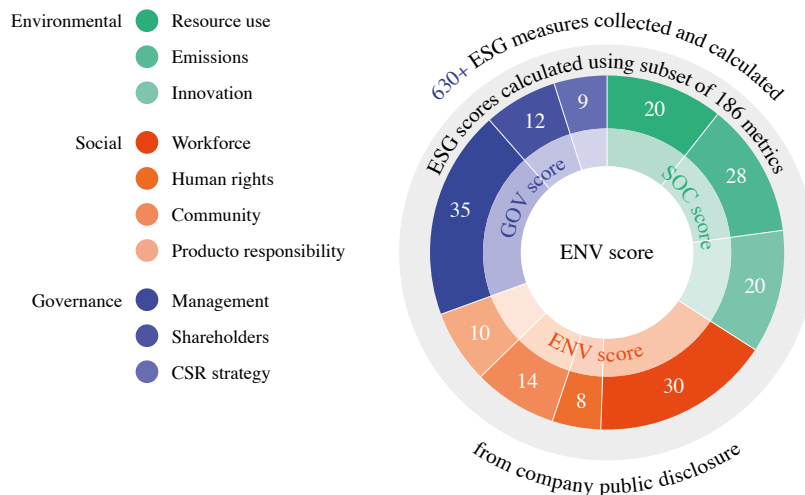 Environmental Resource use
Emissions
Innovation
Social Workforce
Human rights
Community
Producto responsibility
Governance Management
Shareholders
CSR strategy
630+ ESG measures collected and calculated
ESG scores calculated using subset of 186 metrics
9
20
12
28
35
20
10
14
8
30
GOV score
SOC score
ENV score
ENV score
from company public disclosure